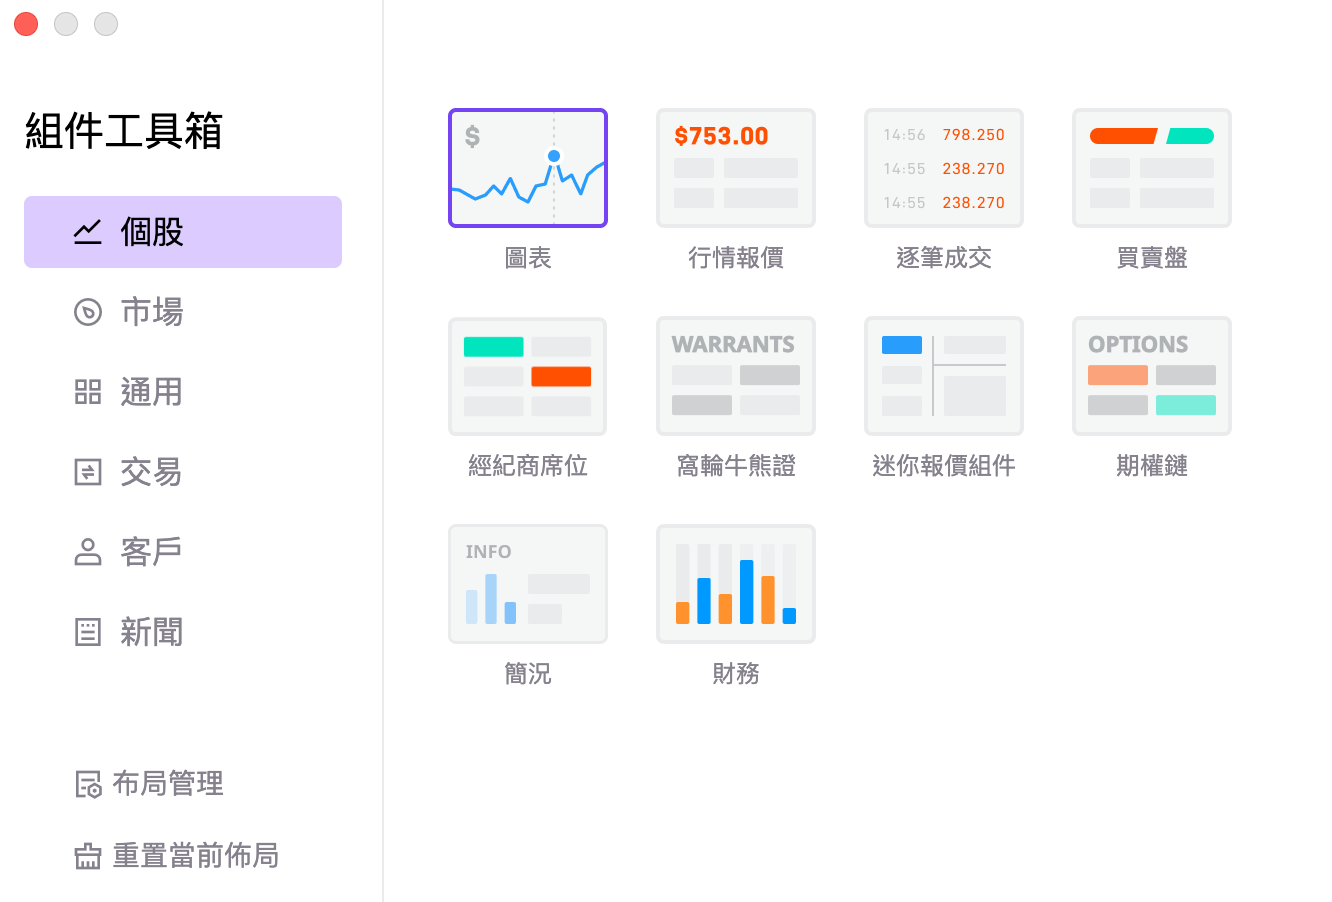 組件工具箱
個股
市場
通用
交易
客戶
新聞
布局管理
重置當前佈局
$
圖表
$753.00
行情報價
14:56 798.250
14:55 238.270
14:55 238.270
逐筆成交
買賣盤
經紀商席位
WARRANTS
窩輪牛熊證
迷你報價組件
OPTIONS
期權鏈
INFO
簡況
財務